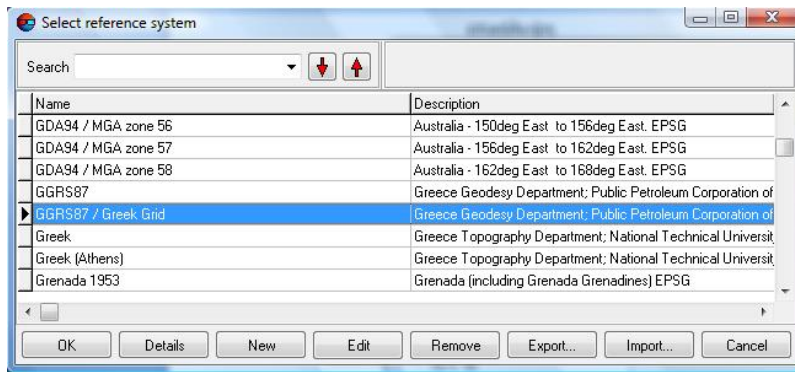 Select reference system
Search
Name Description
GDA94 / MGA zone 56 Australia - 150deg East to 156deg East. EPSG
GDA94 / MGA zone 57 Australia - 156deg East to 162deg East. EPSG
GDA94 / MGA zone 58 Australia - 162deg East to 168deg East. EPSG
GGRS87 Greece Geodesy Department; Public Petroleum Corporation of
GGRS87 / Greek Grid Greece Geodesy Department; Public Petroleum Corporation of
Greek Greece Topography Department; National Technical Universit
Greek (Athens) Greece Topography Department; National Technical Universit
Grenada 1953 Grenada (including Grenada Grenadines) EPSG
OK Details New Edit Remove Export... Import... Cancel